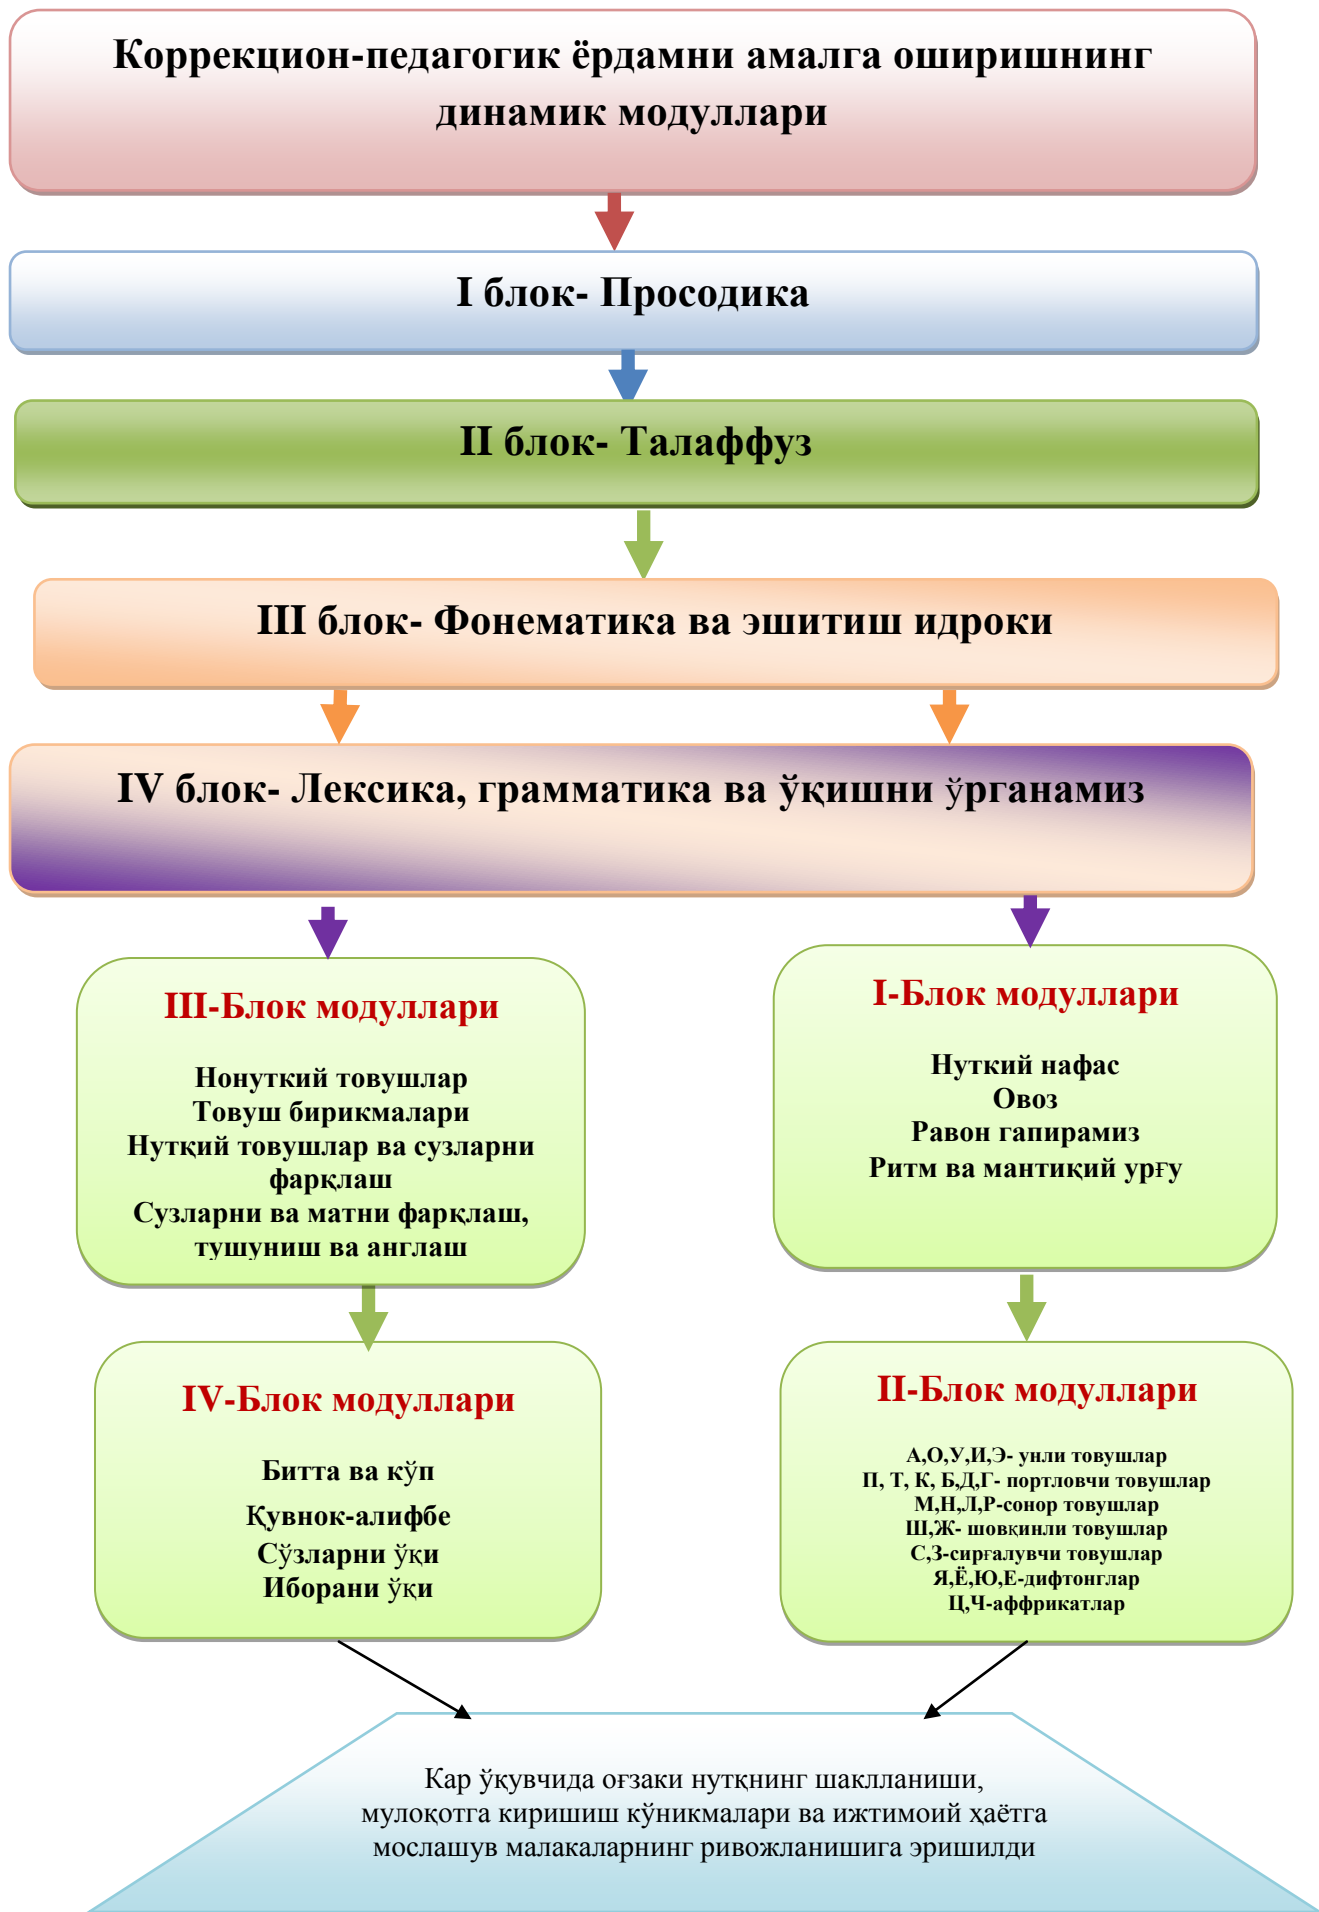 Коррекцион-педагогик ёрдамни амалга оширишнинг
динамик модуллари
I блок- Просодика
II блок- Талаффуз
III блок- Фонематика ва эшитиш идроки
IV блок- Лексика, грамматика ва ўқишни ўрганамиз
III-Блок модуллари
Нонуткий товушлар
Товуш бирикмалари
Нутқий товушлар ва сузларни
фарқлаш
Сузларни ва матни фарқлаш,
тушуниш ва англаш
I-Блок модуллари
Нуткий нафас
Овоз
Равон гапирамиз
Ритм ва мантиқий урғу
IV-Блок модуллари
Битта ва кўп
Қувнок-алифбе
Сўзларни ўқи
Иборани ўқи
II-Блок модуллари
А,О,У,И,Э- унли товушлар
П, Т, К, Б,Д,Г- портловчи товушлар
М,Н,Л,Р-сонор товушлар
Ш,Ж- шовқинли товушлар
С,З-сирғалувчи товушлар
Я,Ё,Ю,Е-дифтонглар
Ц,Ч-аффрикатлар
Кар ўқувчида оғзаки нутқнинг шаклланиши,
мулоқотга киришиш кўникмалари ва ижтимоий ҳаётга
мослашув малакаларнинг ривожланишига эришилди